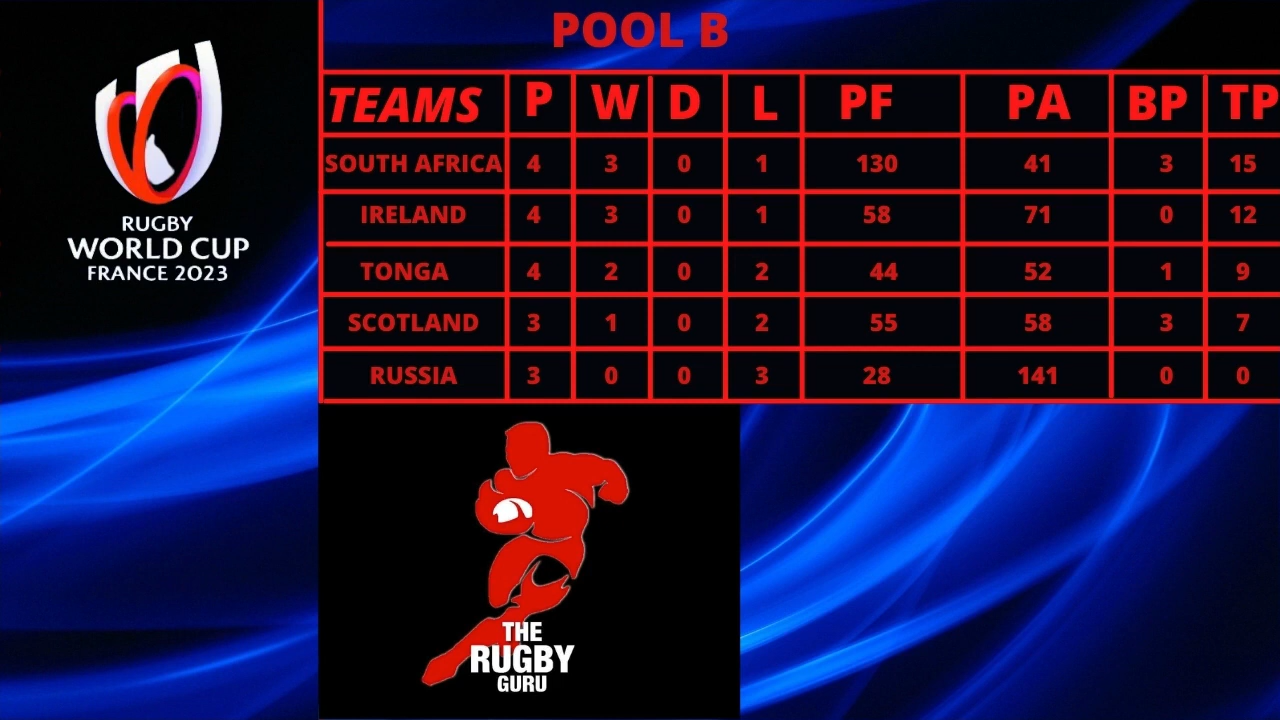 POOL B
RUGBY
WORLD CUP
FRANCE 2023
TEAMS P W D L PF PA BP TP
SOUTH AFRICA 4 3 0 1 130 41 3 15
IRELAND 4 3 0 1 58 71 0 12
TONGA 4 2 0 2 44 52 1 9
SCOTLAND 3 1 0 2 55 58 3 7
RUSSIA 3 0 0 3 28 141 0 0
THE
RUGBY
GURU